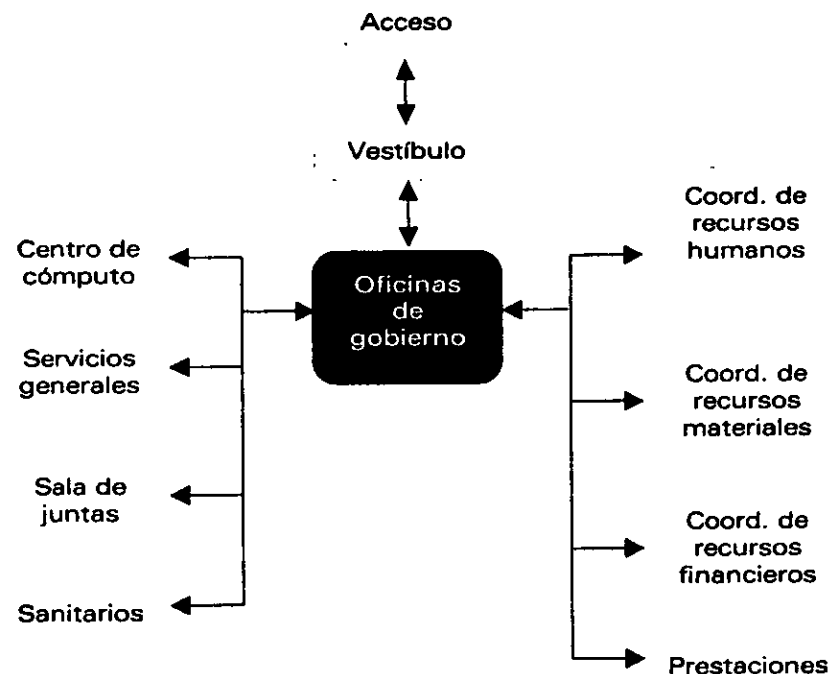 Acceso
Vestíbulo
Oficinas
de
gobierno
Centro de
cómputo
Servicios
generales
Sala de
juntas
Sanitarios
Coord. de
recursos
humanos
Coord. de
recursos
materiales
Coord. de
recursos
financieros
Prestaciones